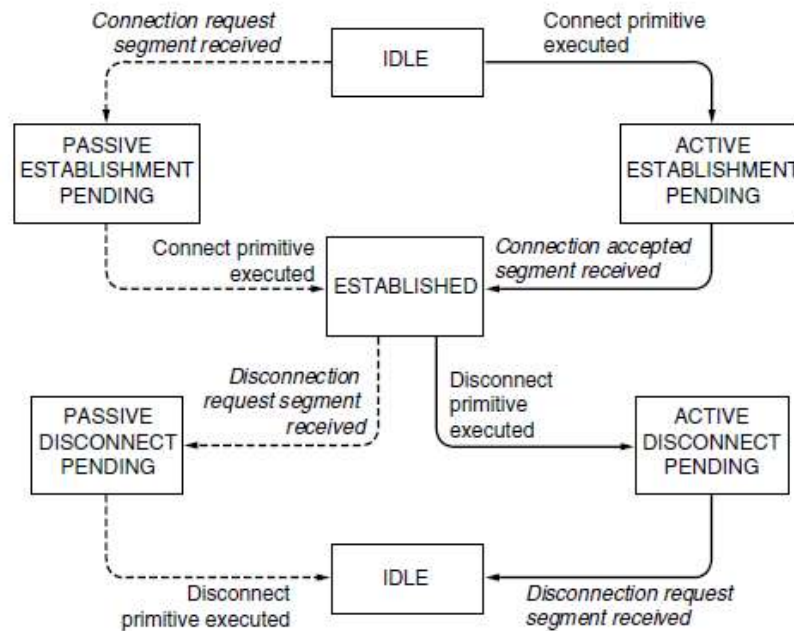 Connection request
segment received
IDLE
Connect primitive
executed
PASSIVE
ESTABLISHMENT
PENDING
ACTIVE
ESTABLISHMENT
PENDING
Connect primitive
executed
ESTABLISHED
Connection accepted
segment received
Disconnection
request segment
received
Disconnect
primitive
executed
PASSIVE
DISCONNECT
PENDING
ACTIVE
DISCONNECT
PENDING
IDLE
Disconnect
primitive executed
Disconnection request
segment received